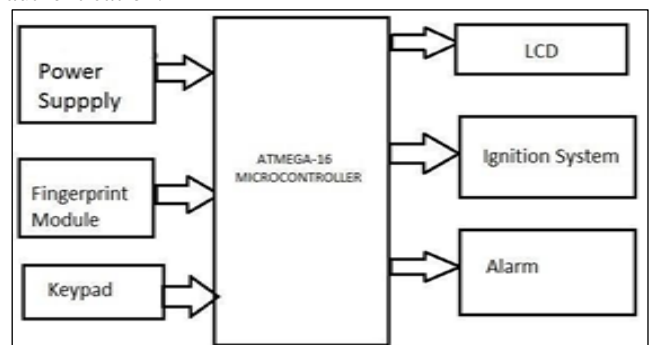 Power
Suppply
Fingerprint
Module
Keypad
ATMEGA-16
MICROCONTROLLER
LCD
Ignition System
Alarm